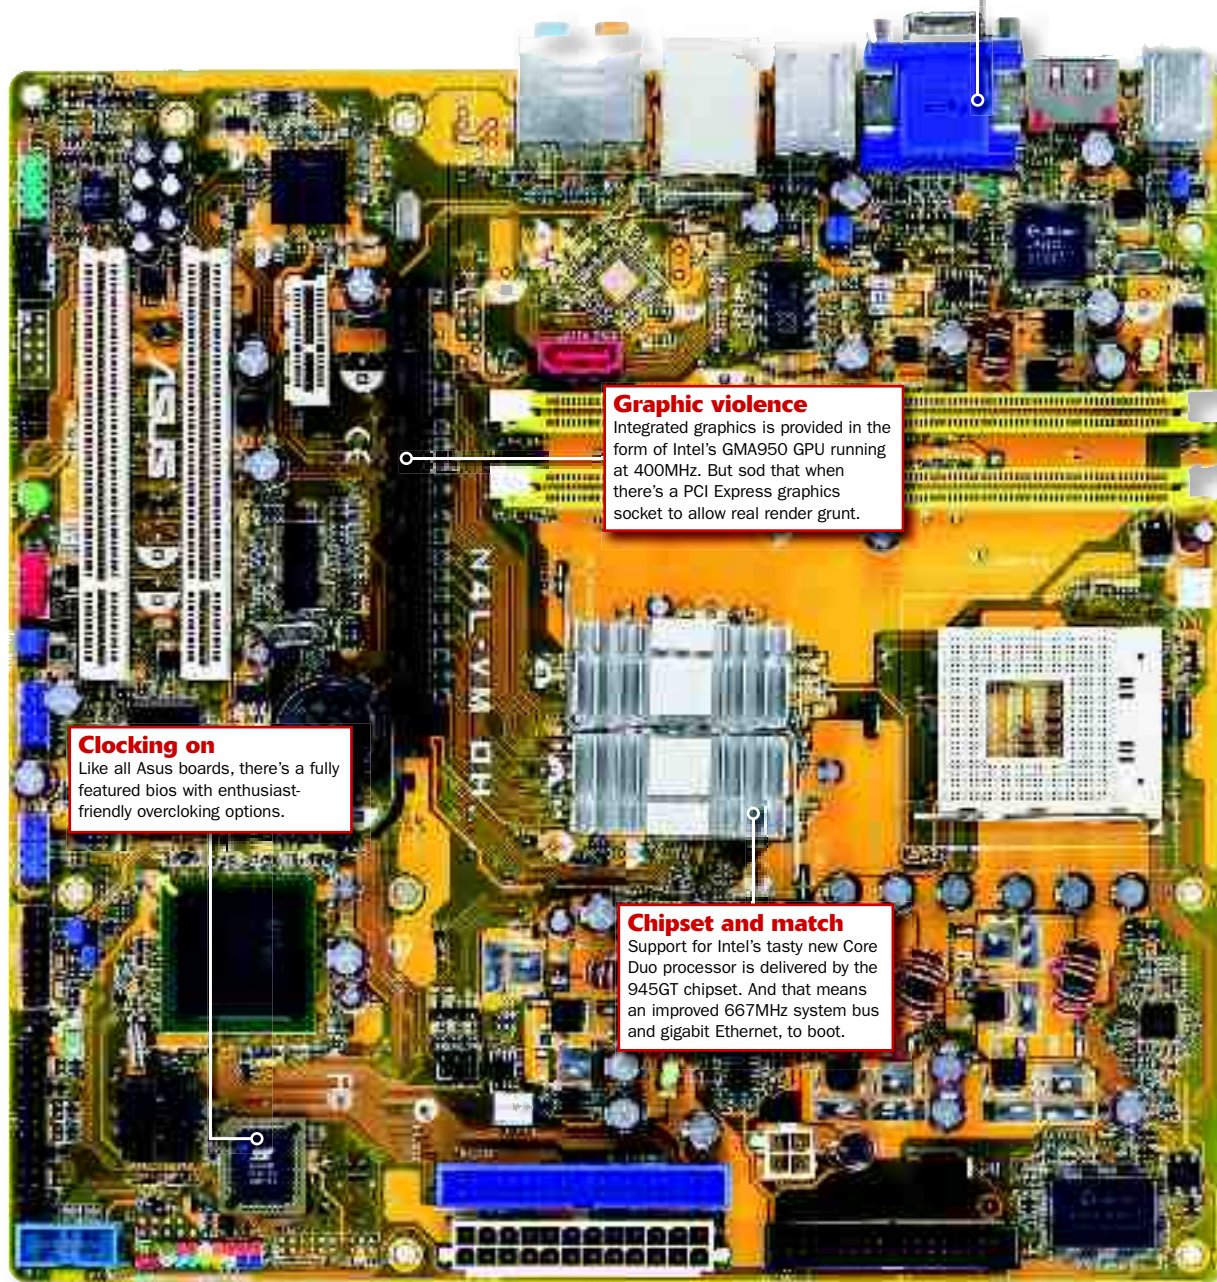 ASUS
Graphic violence
Integrated graphics is provided in the
form of Intel's GMA950 GPU running
at 400MHz. But sod that when
there's a PCI Express graphics
socket to allow real render grunt.
N4L-VM DH
Clocking on
Like all Asus boards, there's a fully
featured bios with enthusiast-
friendly overcloking options.
Chipset and match
Support for Intel's tasty new Core
Duo processor is delivered by the
945GT chipset. And that means
an improved 667MHz system bus
and gigabit Ethernet, to boot.